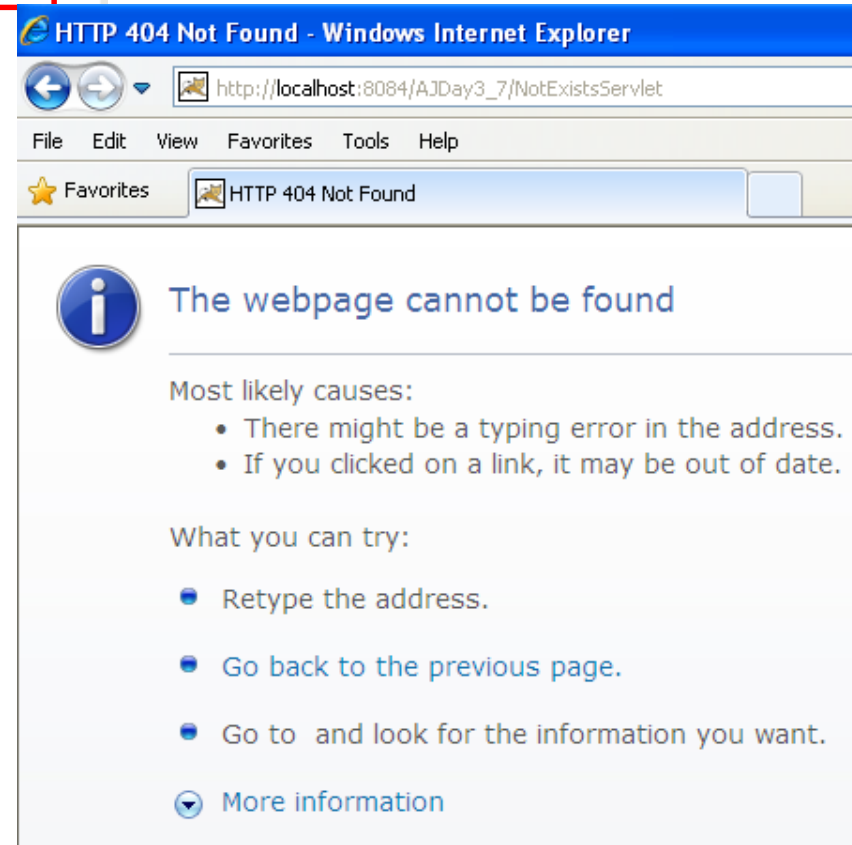 HTTP 404 Not Found - Windows Internet Explorer
http://localhost:8084/AJDay3_7/NotExistsServlet
File Edit View Favorites Tools Help
Favorites HTTP 404 Not Found
The webpage cannot be found
Most likely causes:
• There might be a typing error in the address.
• If you clicked on a link, it may be out of date.
What you can try:
Retype the address.
Go back to the previous page.
Go to and look for the information you want.
More information